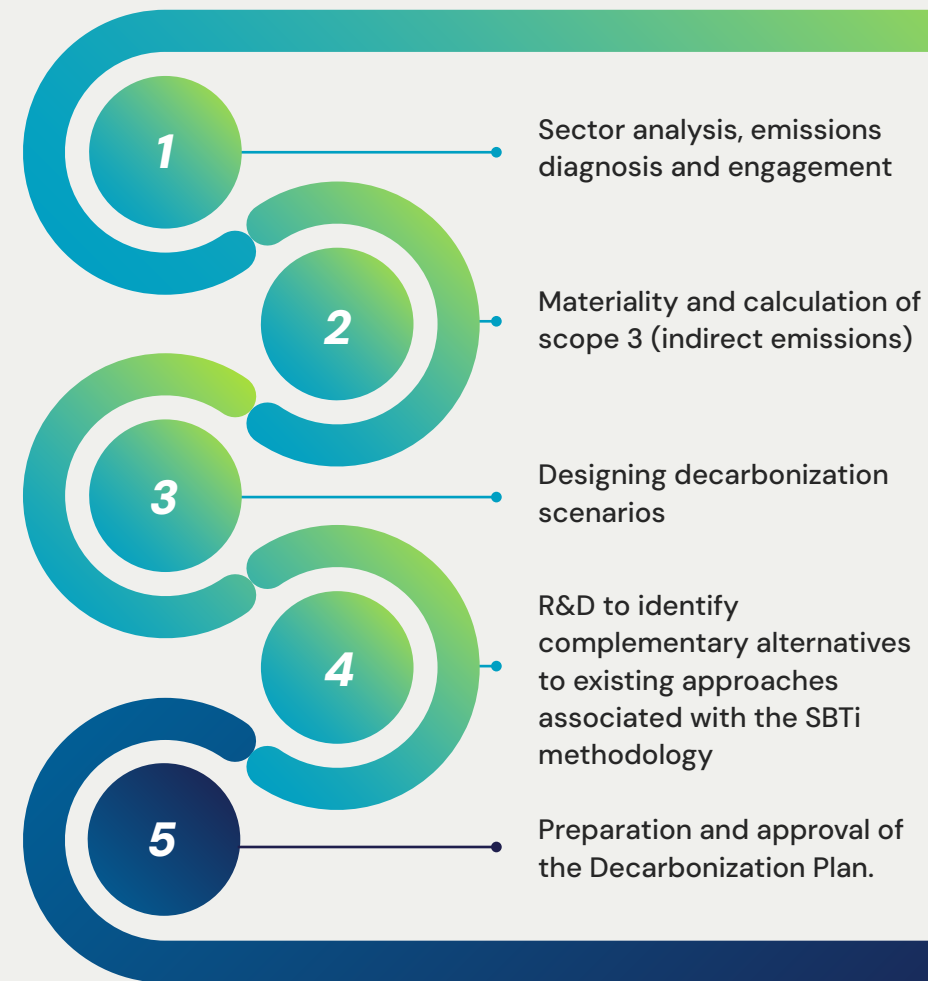 1
Sector analysis, emissions
diagnosis and engagement
2
Materiality and calculation of
scope 3 (indirect emissions)
3
Designing decarbonization
scenarios
4
R&D to identify
complementary alternatives
to existing approaches
associated with the SBTi
methodology
5
Preparation and approval of
the Decarbonization Plan.